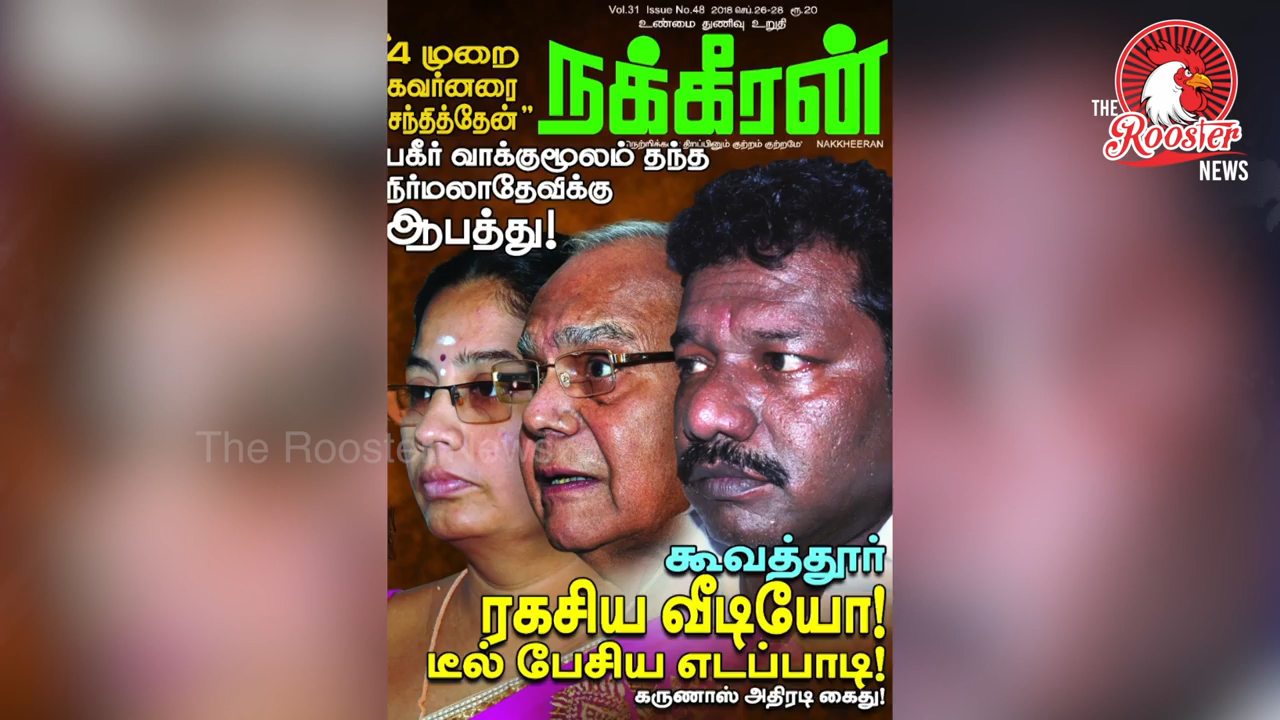 Vol.31 Issue No.48 2018 செப்.26-28 ரூ.20
உண்மை துணிவு உறுதி
நக்கீரன்
NAKKHEERAN
"4 முறை
கவர்னரை
சந்தித்தேன்"
பகீர் வாக்குமூலம் தந்த
நிர்மலாதேவிக்கு
ஆபத்து!
கூவத்தூர்
ரகசிய வீடியோ!
டீல் பேசிய எடப்பாடி!
கருணாஸ் அதிரடி கைது!
THE
Rooster
NEWS
The Rooster News